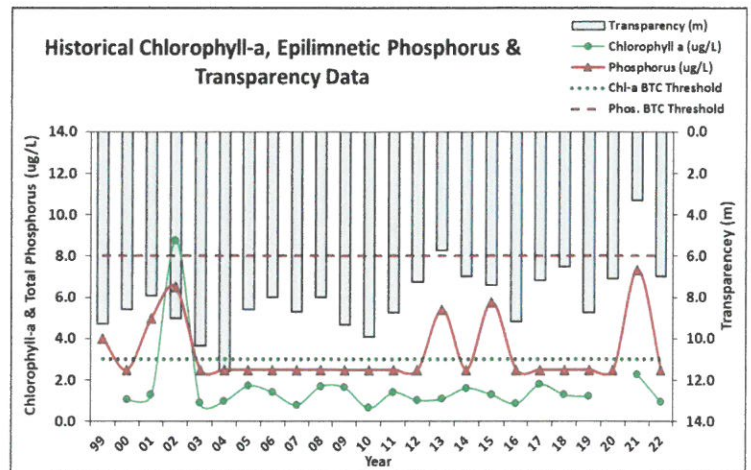 Historical Chlorophyll-a, Epilimnetic Phosphorus &
Transparency Data
Transparency (m)
Chlorophyll a (ug/L)
Phosphorus (ug/L)
Chl-a BTC Threshold
Phos. BTC Threshold
Chlorophyll-a & Total Phosphorus (ug/L)
14.0
12.0
10.0
8.0
6.0
4.0
2.0
0.0
0.0
2.0
4.0
6.0
8.0
10.0
12.0
14.0
Transparencey (m)
99 00 01 02 03 04 05 06 07 08 09 10 11 12 13 14 15 16 17 18 19 20 21 22
Year